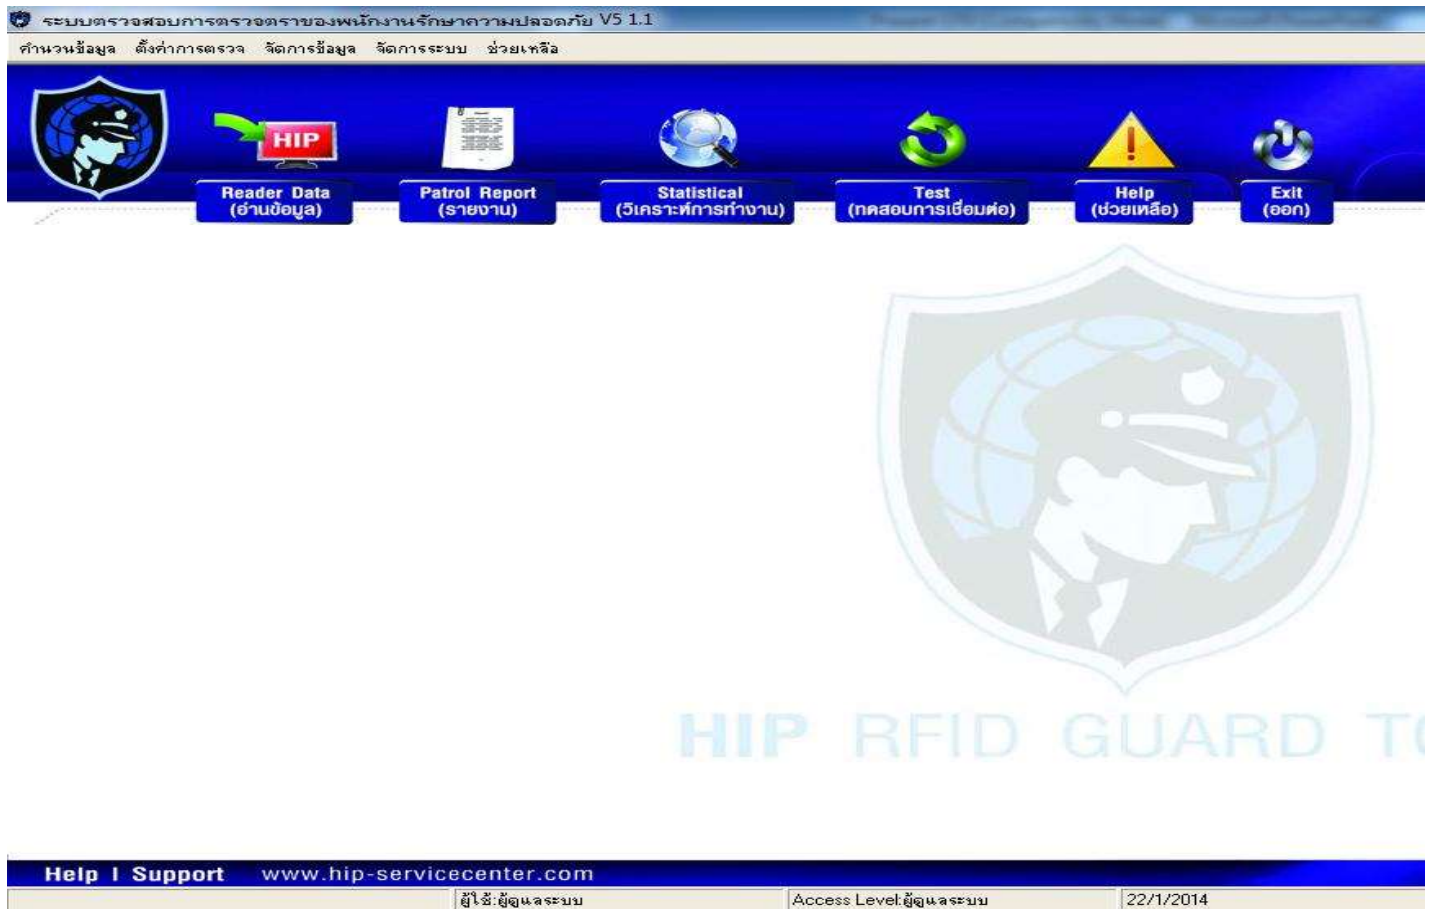 ระบบตรวจสอบการตรวจตราของพนักงานรักษาความปลอดภัย V5 1.1
คำนวนข้อมูล ตั้งค่าการตรวจ จัดการข้อมูล จัดการระบบ ช่วยเหลือ
HIP
Reader Data Patrol Report Statistical Test Help Exit
(อ่านข้อมูล) (รายงาน) (วิเคราะห์การทำงาน) (ทดสอบการเชื่อมต่อ) (ช่วยเหลือ) (ออก)
HIP RFID GUARD
Help I Support www.hip-servicecenter.com
ผู้ใช้:ผู้ดูแลระบบ Access Level:ผู้ดูแลระบบ 22/1/2014